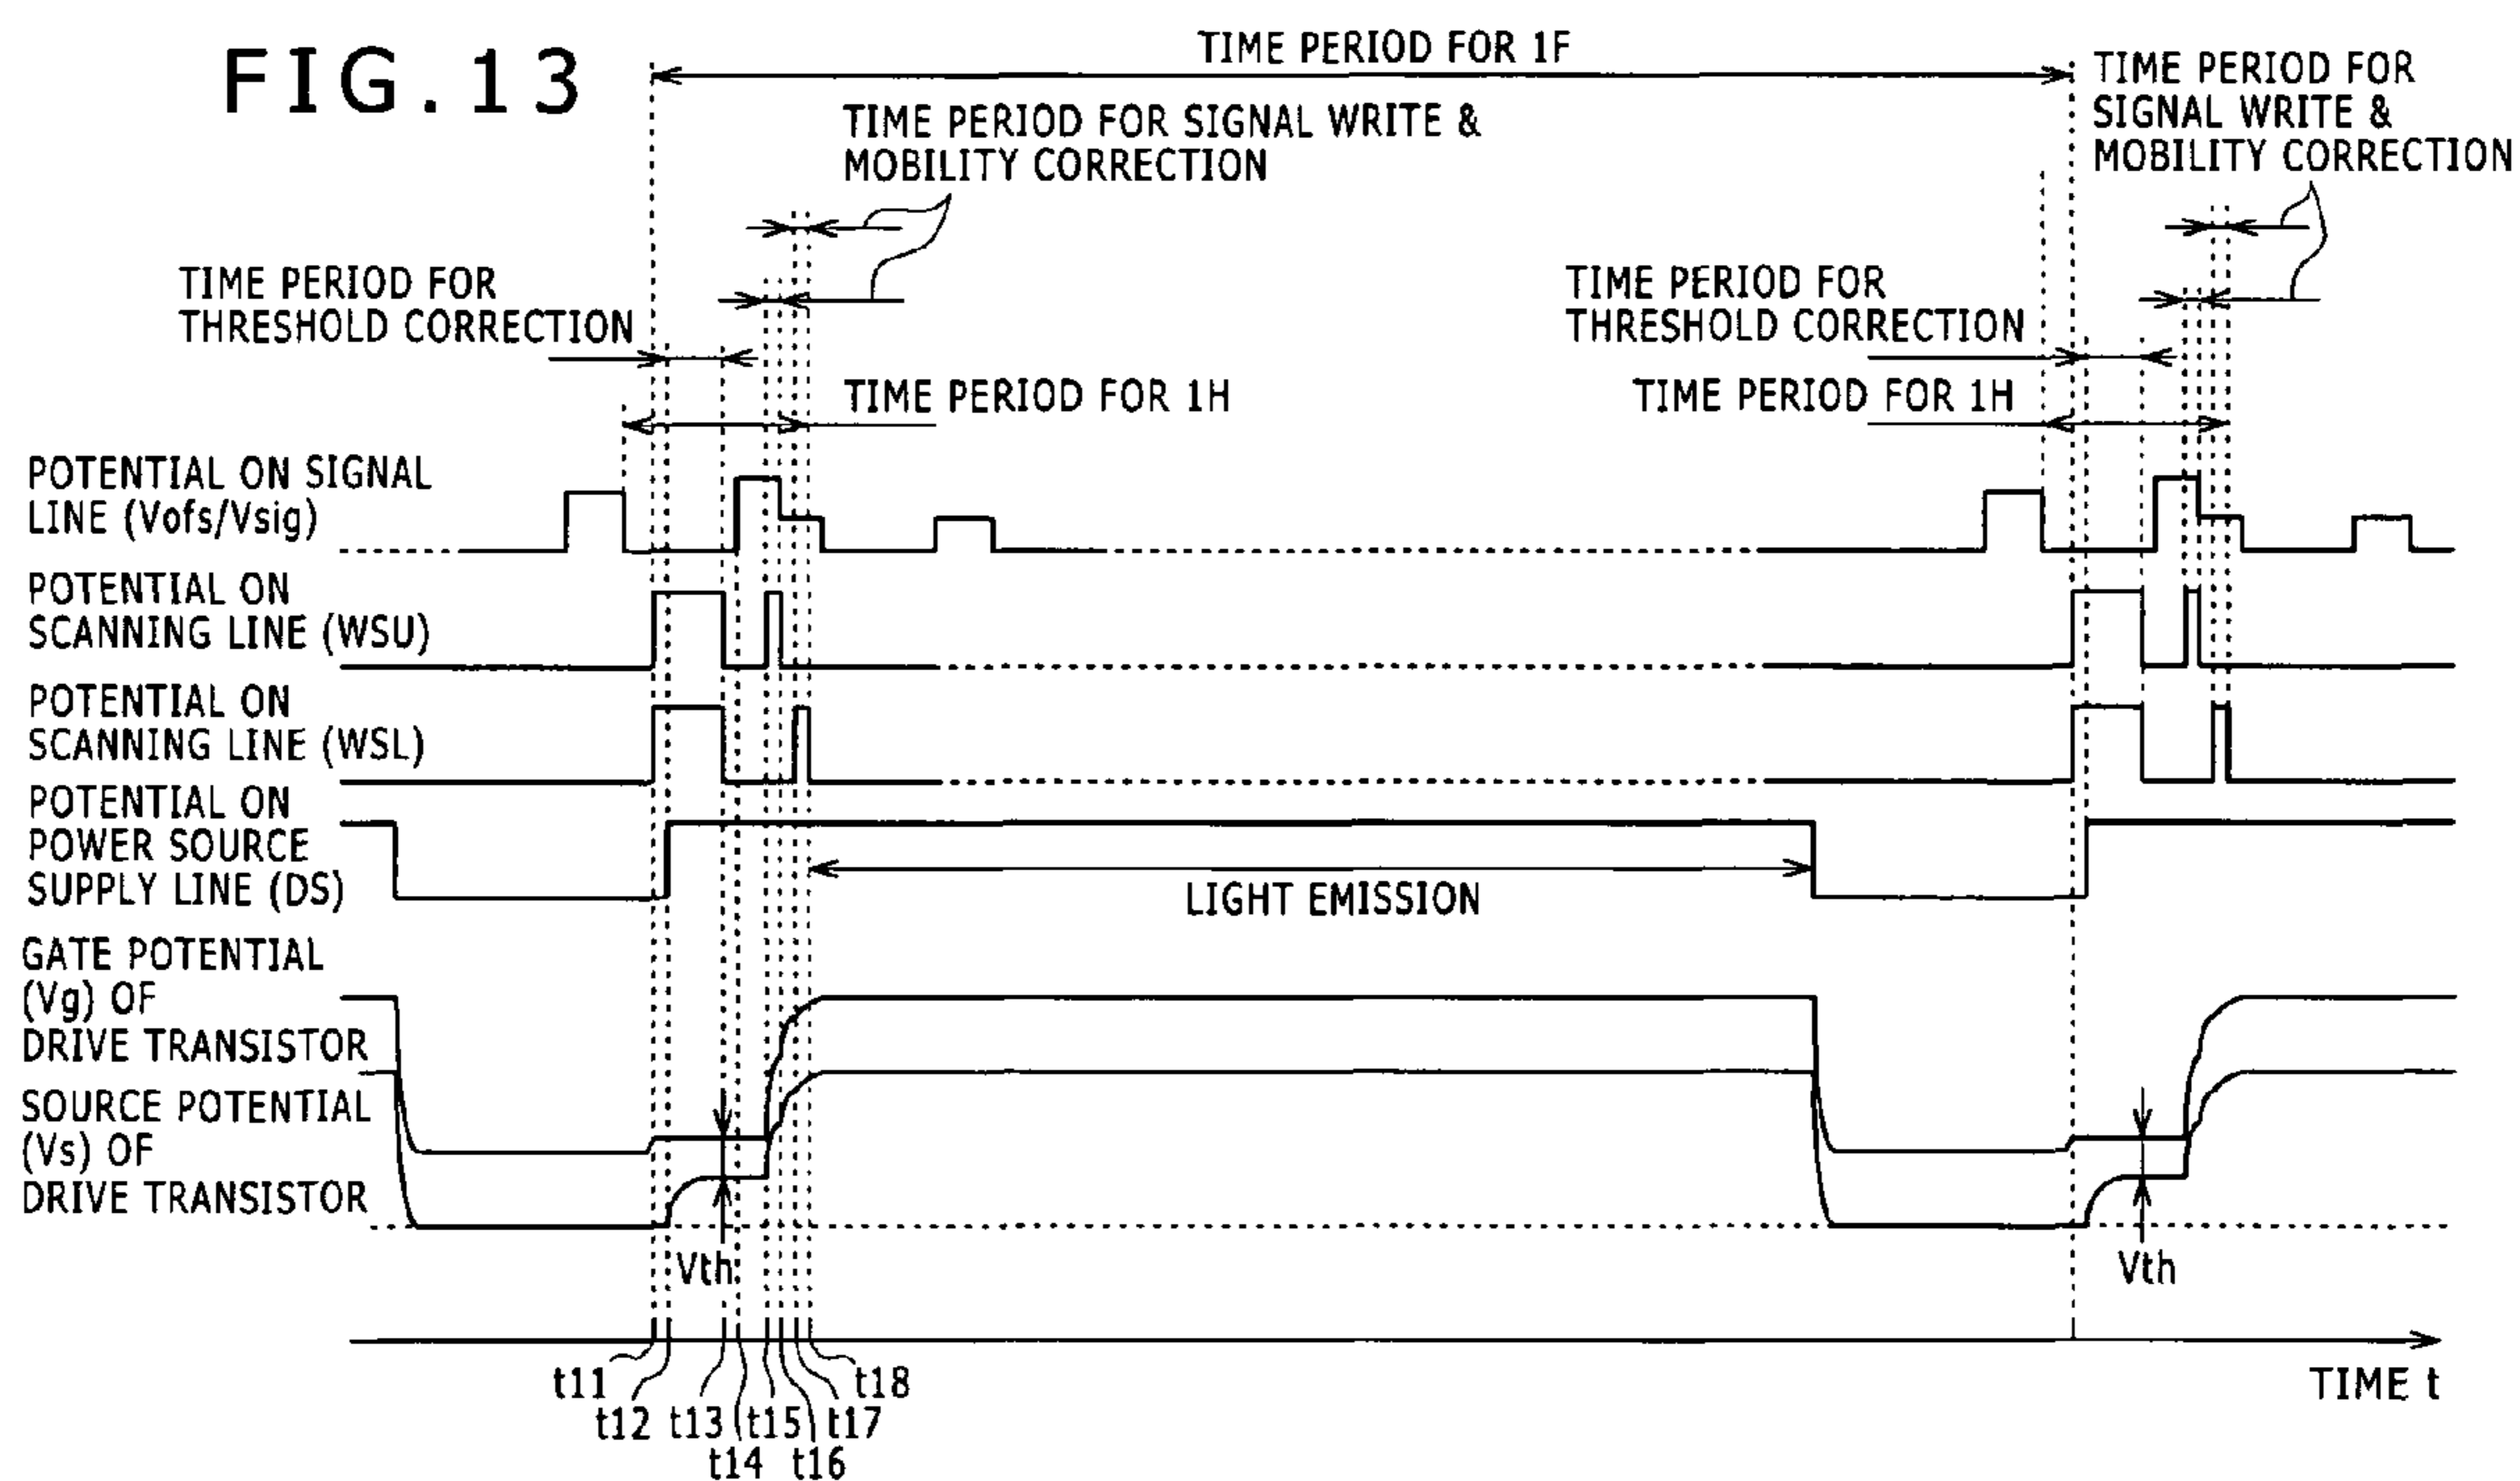 FIG.13
TIME PERIOD FOR 1F
TIME PERIOD FOR
SIGNAL WRITE &
MOBILITY CORRECTION
TIME PERIOD FOR SIGNAL WRITE &
MOBILITY CORRECTION
TIME PERIOD FOR
THRESHOLD CORRECTION
TIME PERIOD FOR
THRESHOLD CORRECTION
TIME PERIOD FOR 1H
TIME PERIOD FOR 1H
POTENTIAL ON SIGNAL
LINE (Vofs/Vsig)
POTENTIAL ON
SCANNING LINE (WSU)
POTENTIAL ON
SCANNING LINE (WSL)
POTENTIAL ON
POWER SOURCE
SUPPLY LINE (DS)
LIGHT EMISSION
GATE POTENTIAL
(Vg) OF
DRIVE TRANSISTOR
SOURCE POTENTIAL
(Vs) OF
DRIVE TRANSISTOR
Vth
Vth
t11
t12
t13
t14
t15
t16
t17
t18
TIME t